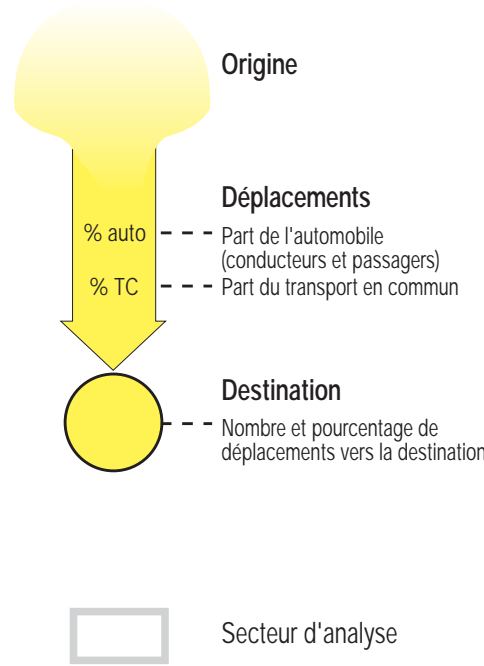 Origine
Déplacements
% auto
Part de l'automobile
(conducteurs et passagers)
% TC
Part du transport en commun
Destination
Nombre et pourcentage de
déplacements vers la destination
Secteur d'analyse